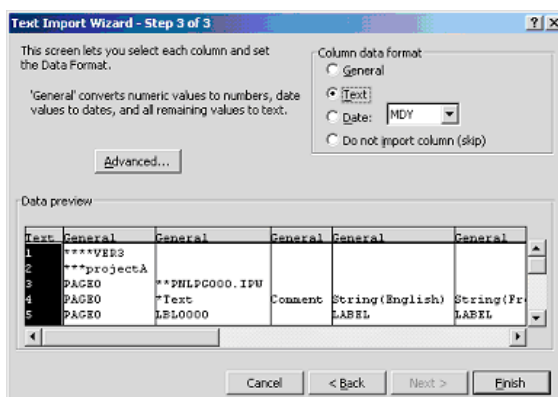 Text Import Wizard - Step 3 of 3
This screen lets you select each column and set
the Data Format.
'General' converts numeric values to numbers, date
values to dates, and all remaining values to text.
Advanced...
Column data format
General
Text
Date: MDY
Do not import column (skip)
Data preview
Text General General General General General
1 ****VER3
2 ***projectA
3 PAGE0 **PNLPG000.IPU
4 PAGE0 *Text Comment String(English) String(Fr
5 PAGE0 LBL0000 LABEL LABEL
Cancel < Back Next > Finish